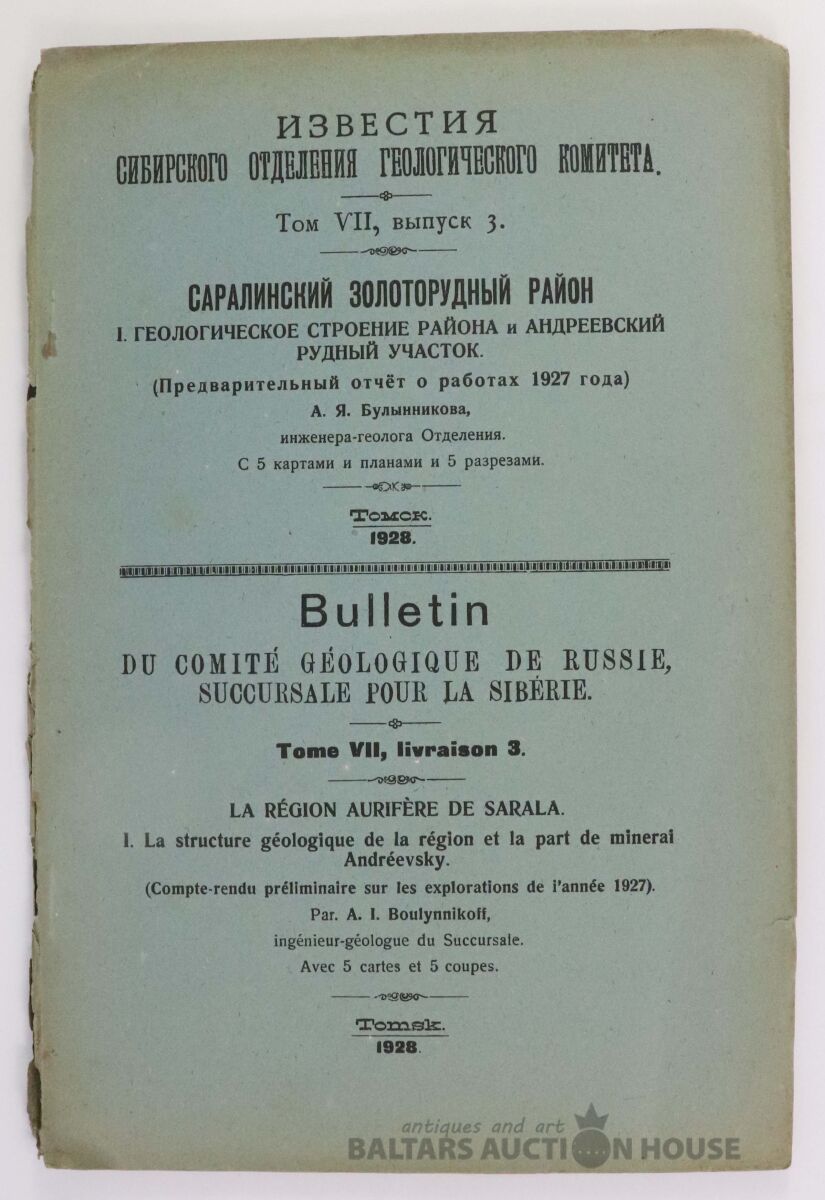 ИЗВЕСТИЯ
СИБИРСКОГО ОТДЕЛЕНИЯ ГЕОЛОГИЧЕСКОГО КОМИТЕТА.
Том VII, выпуск 3.
САРАЛИНСКИЙ ЗОЛОТОРУДНЫЙ РАЙОН
I. ГЕОЛОГИЧЕСКОЕ СТРОЕНИЕ РАЙОНА и АНДРЕЕВСКИЙ
РУДНЫЙ УЧАСТОК.
(Предварительный отчёт о работах 1927 года)
А. Я. Булынникова,
инженера-геолога Отделения.
С 5 картами и планами и 5 разрезами.
Томск.
1928.
Bulletin
DU COMITÉ GÉOLOGIQUE DE RUSSIE,
SUCCURSALE POUR LA SIBÉRIE.
Tome VII, livraison 3.
LA RÉGION AURIFÈRE DE SARALA.
I. La structure géologique de la région et la part de minerai
Andréevsky.
(Compte-rendu préliminaire sur les explorations de i'année 1927).
Par. A. I. Boulynnikoff,
ingénieur-géologue du Succursale.
Avec 5 cartes et 5 coupes.
Tomsk.
1928.
antiques and art
BALTARS AUCTION HOUSE